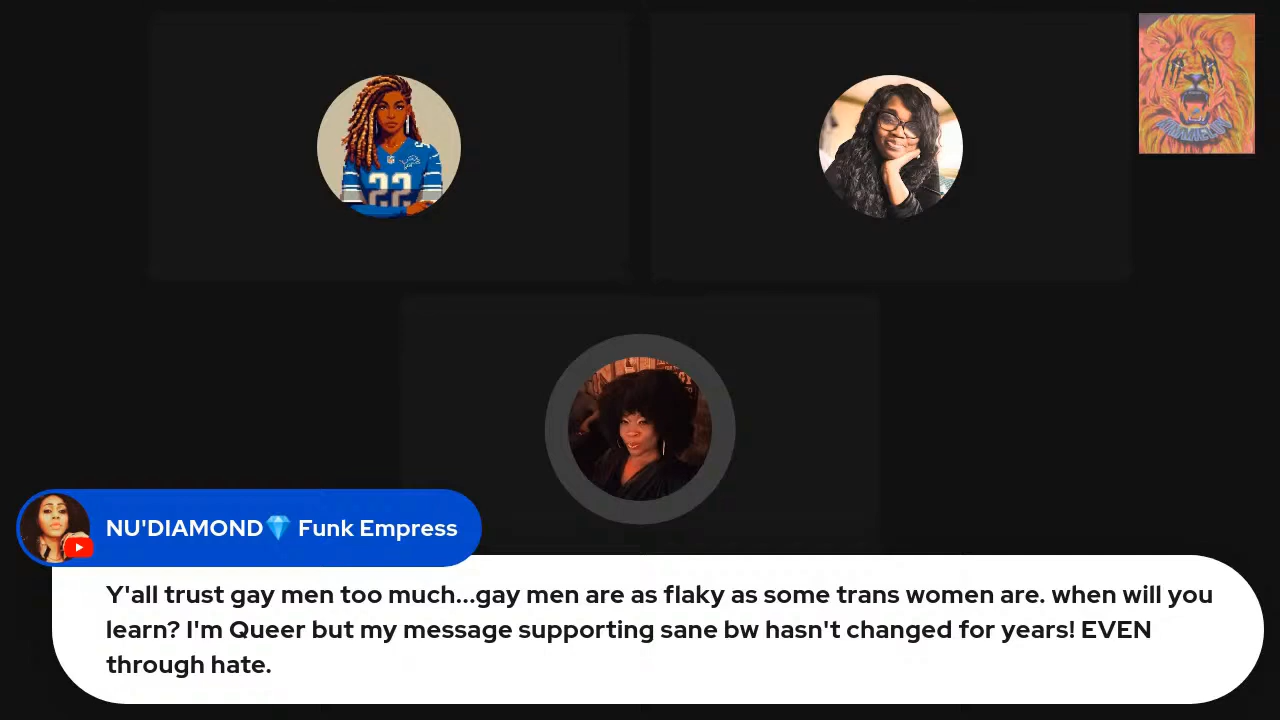 22
NU'DIAMOND💎 Funk Empress
Y'all trust gay men too much...gay men are as flaky as some trans women are. when will you
learn? I'm Queer but my message supporting sane bw hasn't changed for years! EVEN
through hate.